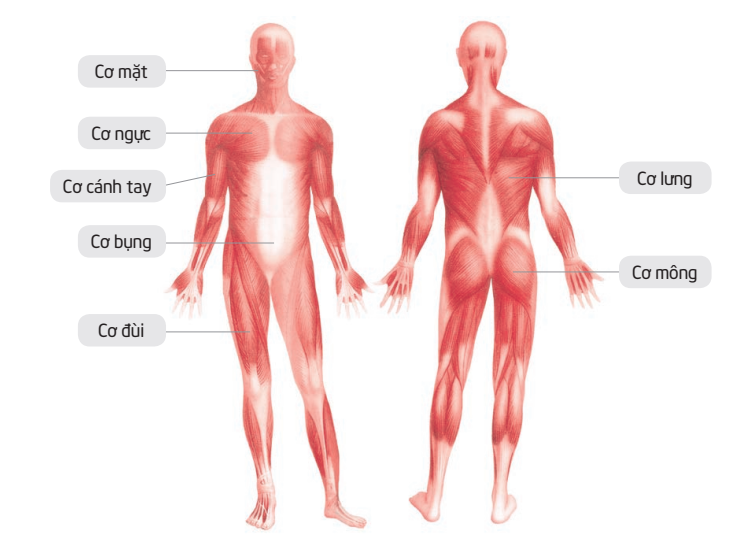 Cơ mặt
Cơ ngực
Cơ cánh tay
Cơ bụng
Cơ đùi
Cơ lưng
Cơ mông